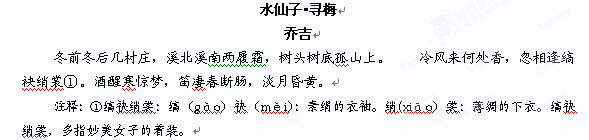 水仙子•寻梅
乔吉
冬前冬后几村庄，溪北溪南两履霜，树头树底孤山上。 冷风来何处香，忽相逢缟
袂绡裳①。酒醒寒惊梦，笛凄春断肠，淡月昏黄。
注释：①缟袂绡裳：缟（gǎo）袂（mèi）：素绢的衣袖。绡(xiāo）裳：薄绸的下衣。缟袂
绡裳，多指妙美女子的着装。